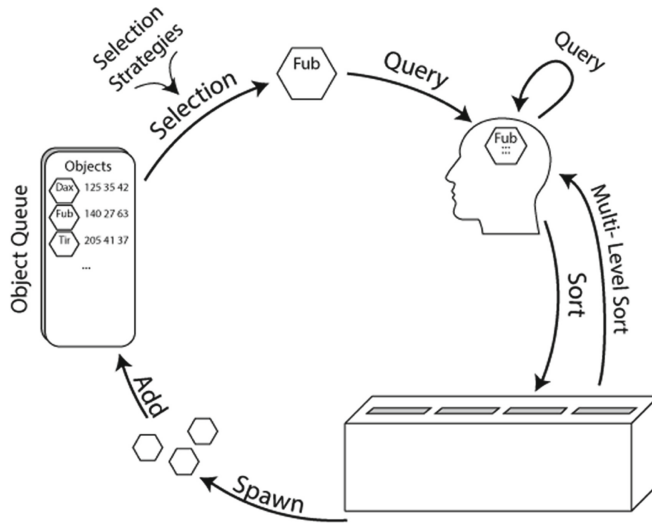 Selection
Strategies
Selection
Fub
Query
Query
Fub
:::
Object Queue
Objects
Dax 125 35 42
Fub 140 27 63
Tir 205 41 37
...
Sort
Multi- Level Sort
Add
Spawn